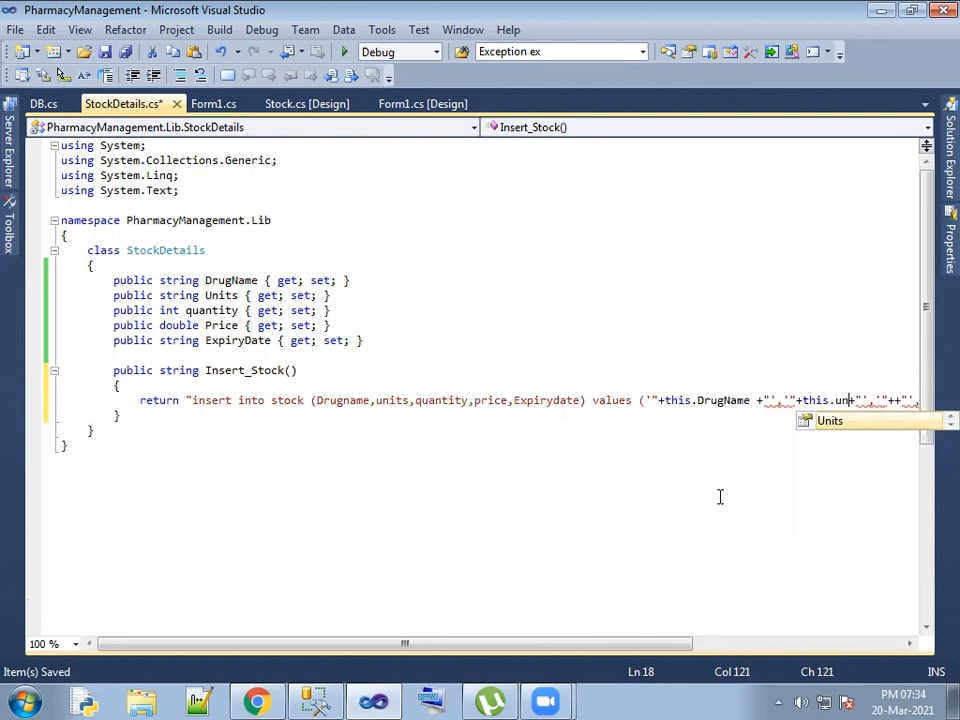 PharmacyManagement - Microsoft Visual Studio
File Edit View Refactor Project Build Debug Team Data Tools Test Window Help
Debug Exception ex
DB.cs StockDetails.cs* Form1.cs Stock.cs [Design] Form1.cs [Design]
PharmacyManagement.Lib.StockDetails Insert_Stock()
Server Explorer
Toolbox
Solution Explorer
Properties
using System;
using System.Collections.Generic;
using System.Linq;
using System.Text;
namespace PharmacyManagement.Lib
{
class StockDetails
{
public string DrugName { get; set; }
public string Units { get; set; }
public int quantity { get; set; }
public double Price { get; set; }
public string ExpiryDate { get; set; }
public string Insert_Stock()
{
return "insert into stock (Drugname,units,quantity,price,Expirydate) values ('"+this.DrugName +"','"+this.un+"','"++"',
}
Units
}
}
100 %
Item(s) Saved Ln 18 Col 121 Ch 121 INS
PM 07:34
20-Mar-2021